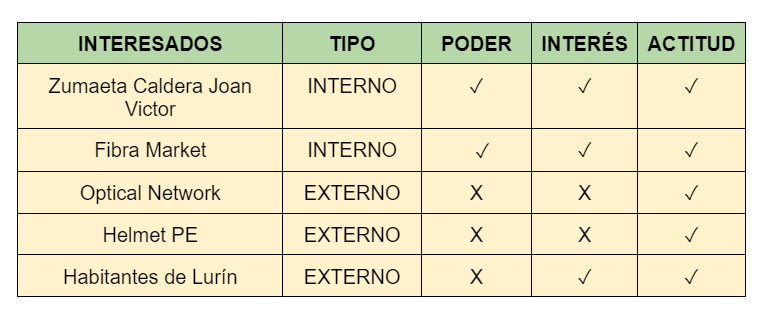 INTERESADOS TIPO PODER INTERÉS ACTITUD
Zumaeta Caldera Joan Victor INTERNO ✓ ✓ ✓
Fibra Market INTERNO ✓ ✓ ✓
Optical Network EXTERNO X X ✓
Helmet PE EXTERNO X X ✓
Habitantes de Lurín EXTERNO X ✓ ✓